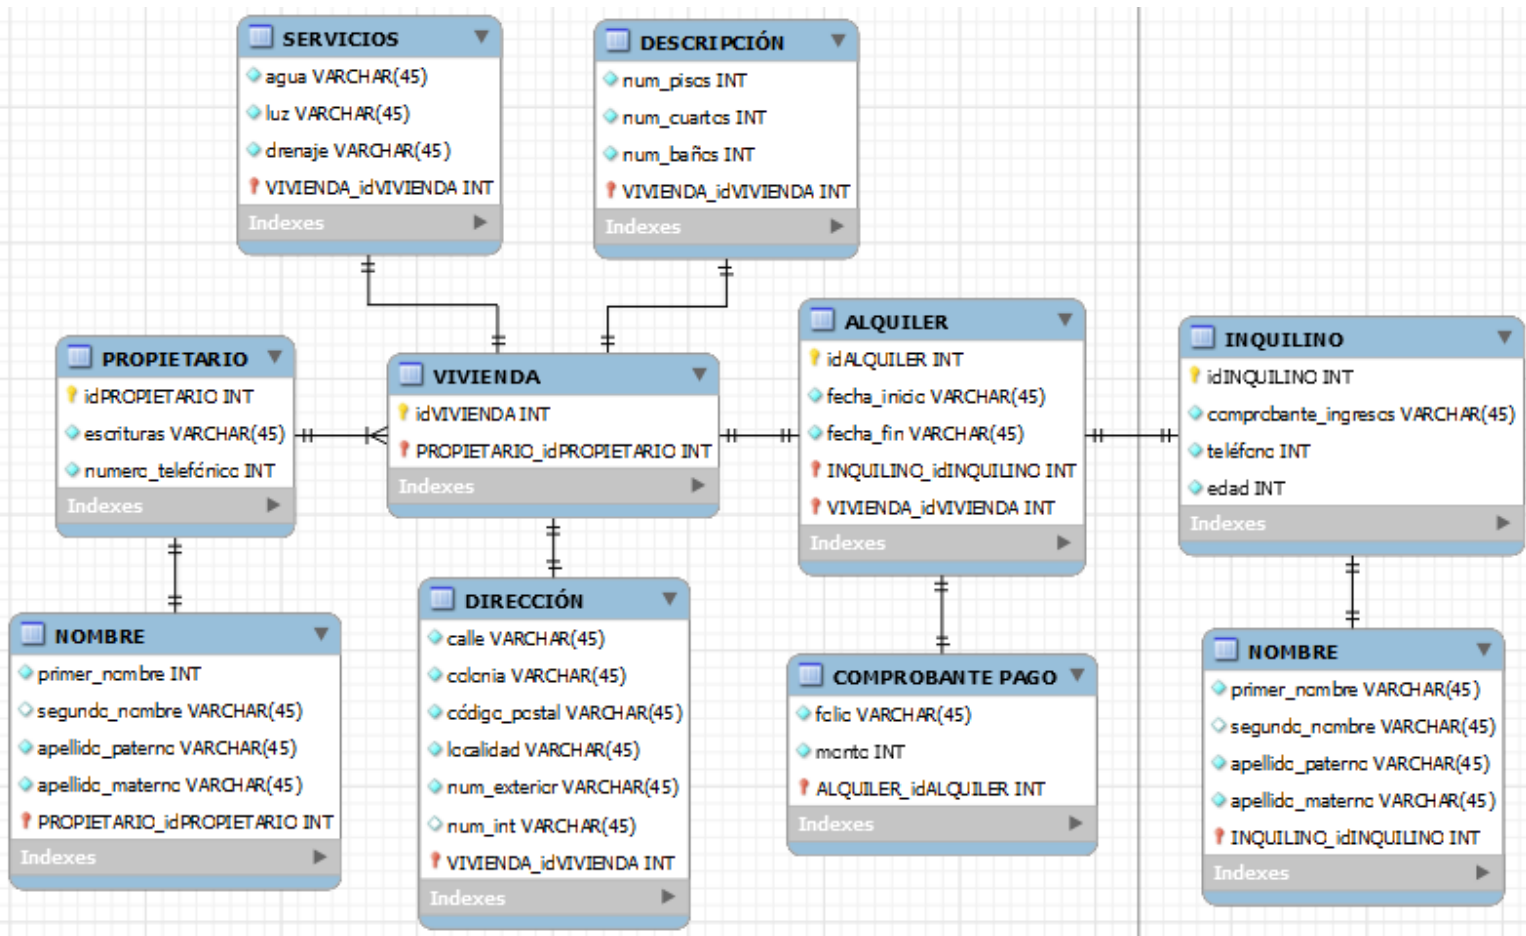 SERVICIOS
agua VARCHAR(45)
luz VARCHAR(45)
drenaje VARCHAR(45)
VIVIENDA_idVIVIENDA INT
Indexes
DESCRIPCIÓN
num_pisos INT
num_cuartos INT
num_baños INT
VIVIENDA_idVIVIENDA INT
Indexes
PROPIETARIO
idPROPIETARIO INT
escrituras VARCHAR(45)
numero_telefónico INT
Indexes
VIVIENDA
idVIVIENDA INT
PROPIETARIO_idPROPIETARIO INT
Indexes
ALQUILER
idALQUILER INT
fecha_inicio VARCHAR(45)
fecha_fin VARCHAR(45)
INQUILINO_idINQUILINO INT
VIVIENDA_idVIVIENDA INT
Indexes
INQUILINO
idINQUILINO INT
comprobante_ingresos VARCHAR(45)
teléfono INT
edad INT
Indexes
NOMBRE
primer_nombre INT
segundo_nombre VARCHAR(45)
apellido_paterno VARCHAR(45)
apellido_materno VARCHAR(45)
PROPIETARIO_idPROPIETARIO INT
Indexes
DIRECCIÓN
calle VARCHAR(45)
colonia VARCHAR(45)
código_postal VARCHAR(45)
localidad VARCHAR(45)
num_exterior VARCHAR(45)
num_int VARCHAR(45)
VIVIENDA_idVIVIENDA INT
Indexes
COMPROBANTE PAGO
folio VARCHAR(45)
monto INT
ALQUILER_idALQUILER INT
Indexes
NOMBRE
primer_nombre VARCHAR(45)
segundo_nombre VARCHAR(45)
apellido_paterno VARCHAR(45)
apellido_materno VARCHAR(45)
INQUILINO_idINQUILINO INT
Indexes